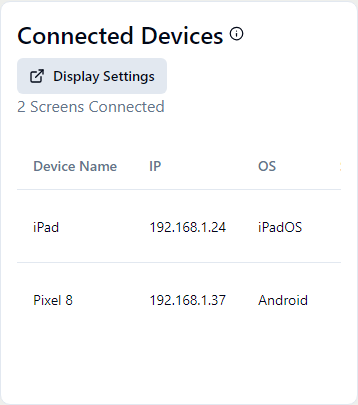 Connected Devices
Display Settings
2 Screens Connected
Device Name IP OS
iPad 192.168.1.24 iPadOS
Pixel 8 192.168.1.37 Android